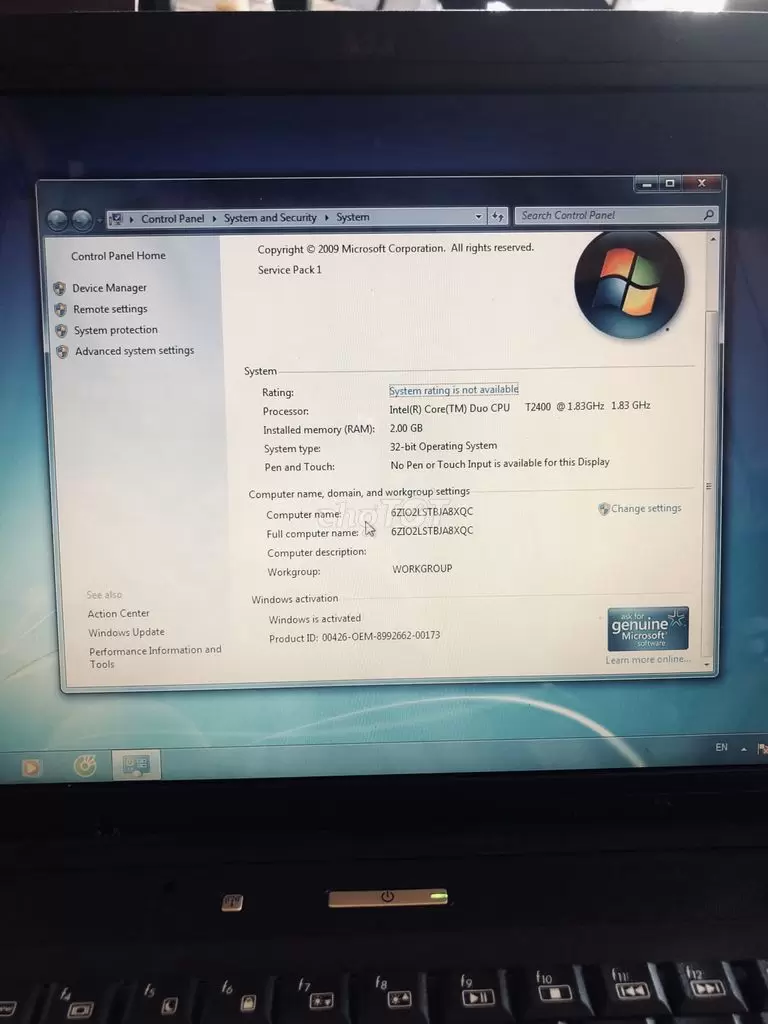 Control Panel
System and Security
System
Search Control Panel
Control Panel Home
Device Manager
Remote settings
System protection
Advanced system settings
Copyright © 2009 Microsoft Corporation. All rights reserved.
Service Pack 1
System
Rating: System rating is not available
Processor: Intel(R) Core(TM) Duo CPU T2400 @ 1.83GHz 1.83 GHz
Installed memory (RAM): 2.00 GB
System type: 32-bit Operating System
Pen and Touch: No Pen or Touch Input is available for this Display
Computer name, domain, and workgroup settings
Computer name: 6ZIO2LSTBJA8XQC
Change settings
Full computer name: 6ZIO2LSTBJA8XQC
Computer description:
Workgroup: WORKGROUP
chợTỐT
Windows activation
Windows is activated
Product ID: 00426-OEM-8992662-00173
ask for
genuine
Microsoft
software
Learn more online...
See also
Action Center
Windows Update
Performance Information and
Tools
EN
f4
f5
f6
f7
f8
f9
f10
f11
f12